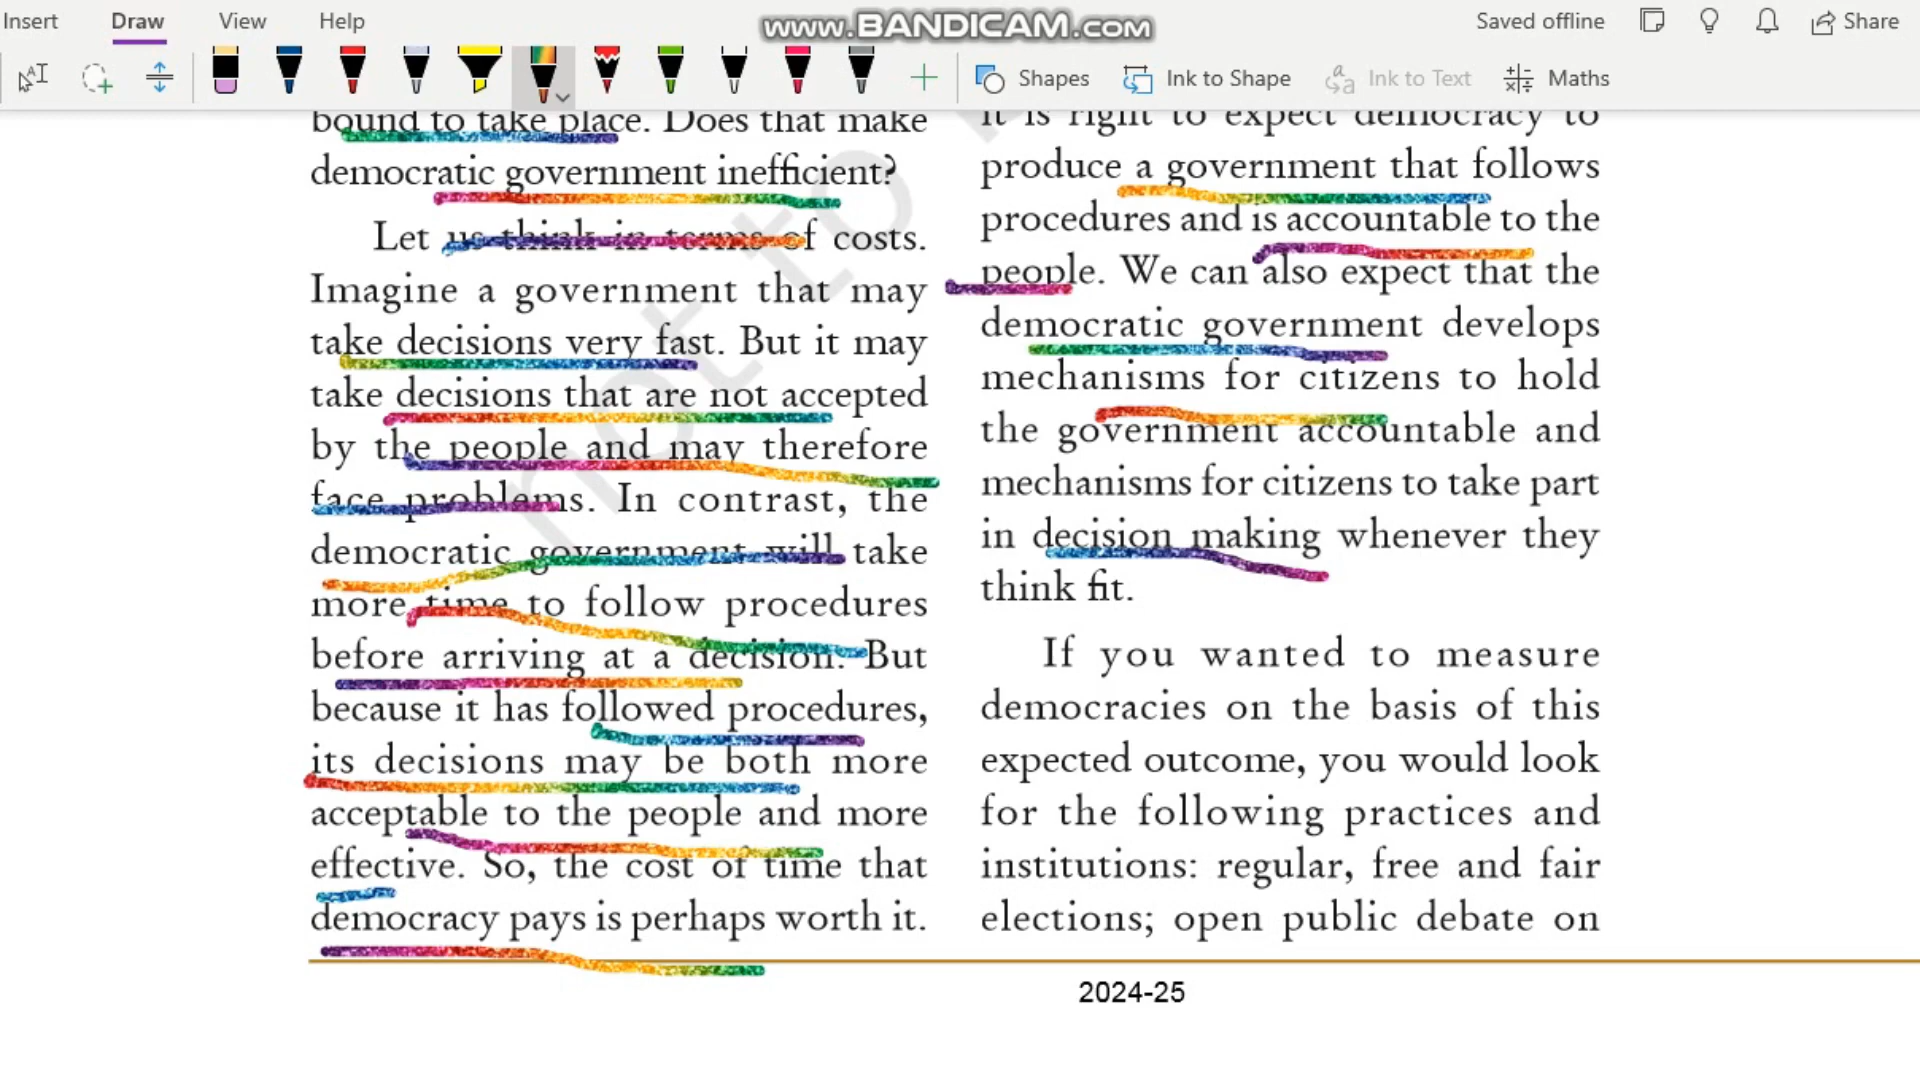 Insert Draw View Help
www.BANDICAM.com
Saved offline Share
Shapes Ink to Shape Ink to Text Maths
bound to take place. Does that make
democratic government inefficient?
Let us think in terms of costs.
Imagine a government that may
take decisions very fast. But it may
take decisions that are not accepted
by the people and may therefore
face problems. In contrast, the
democratic government will take
more time to follow procedures
before arriving at a decision. But
because it has followed procedures,
its decisions may be both more
acceptable to the people and more
effective. So, the cost of time that
democracy pays is perhaps worth it.
it is right to expect democracy to
produce a government that follows
procedures and is accountable to the
people. We can also expect that the
democratic government develops
mechanisms for citizens to hold
the government accountable and
mechanisms for citizens to take part
in decision making whenever they
think fit.
If you wanted to measure
democracies on the basis of this
expected outcome, you would look
for the following practices and
institutions: regular, free and fair
elections; open public debate on
not to
2024-25